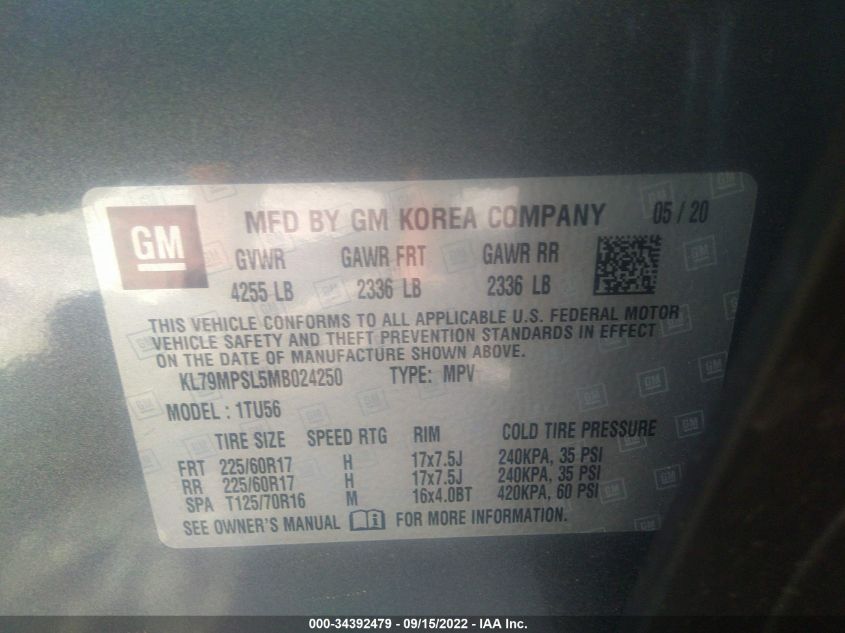 GM
MFD BY GM KOREA COMPANY 05 / 20
GVWR GAWR FRT GAWR RR
4255 LB 2336 LB 2336 LB
THIS VEHICLE CONFORMS TO ALL APPLICABLE U.S. FEDERAL MOTOR
VEHICLE SAFETY AND THEFT PREVENTION STANDARDS IN EFFECT
ON THE DATE OF MANUFACTURE SHOWN ABOVE.
KL79MPSL5MB024250 TYPE: MPV
MODEL : 1TU56
TIRE SIZE SPEED RTG RIM COLD TIRE PRESSURE
FRT 225/60R17 H 17x7.5J 240KPA, 35 PSI
RR 225/60R17 H 17x7.5J 240KPA, 35 PSI
SPA T125/70R16 M 16x4.0BT 420KPA, 60 PSI
SEE OWNER'S MANUAL FOR MORE INFORMATION.
000-34392479 - 09/15/2022 - IAA Inc.